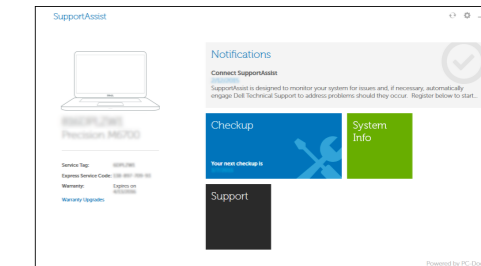 SupportAssist
Notifications
Connect SupportAssist
SupportAssist is designed to monitor your system for issues and, if necessary, automatically
engage Dell Technical Support to address problems should they occur. Register below to start...
Precision M6700
Checkup
System
Info
Service Tag:
Express Service Code:
Warranty: Expires on
Warranty Upgrades
Your next checkup is
Support
Powered by PC-Do